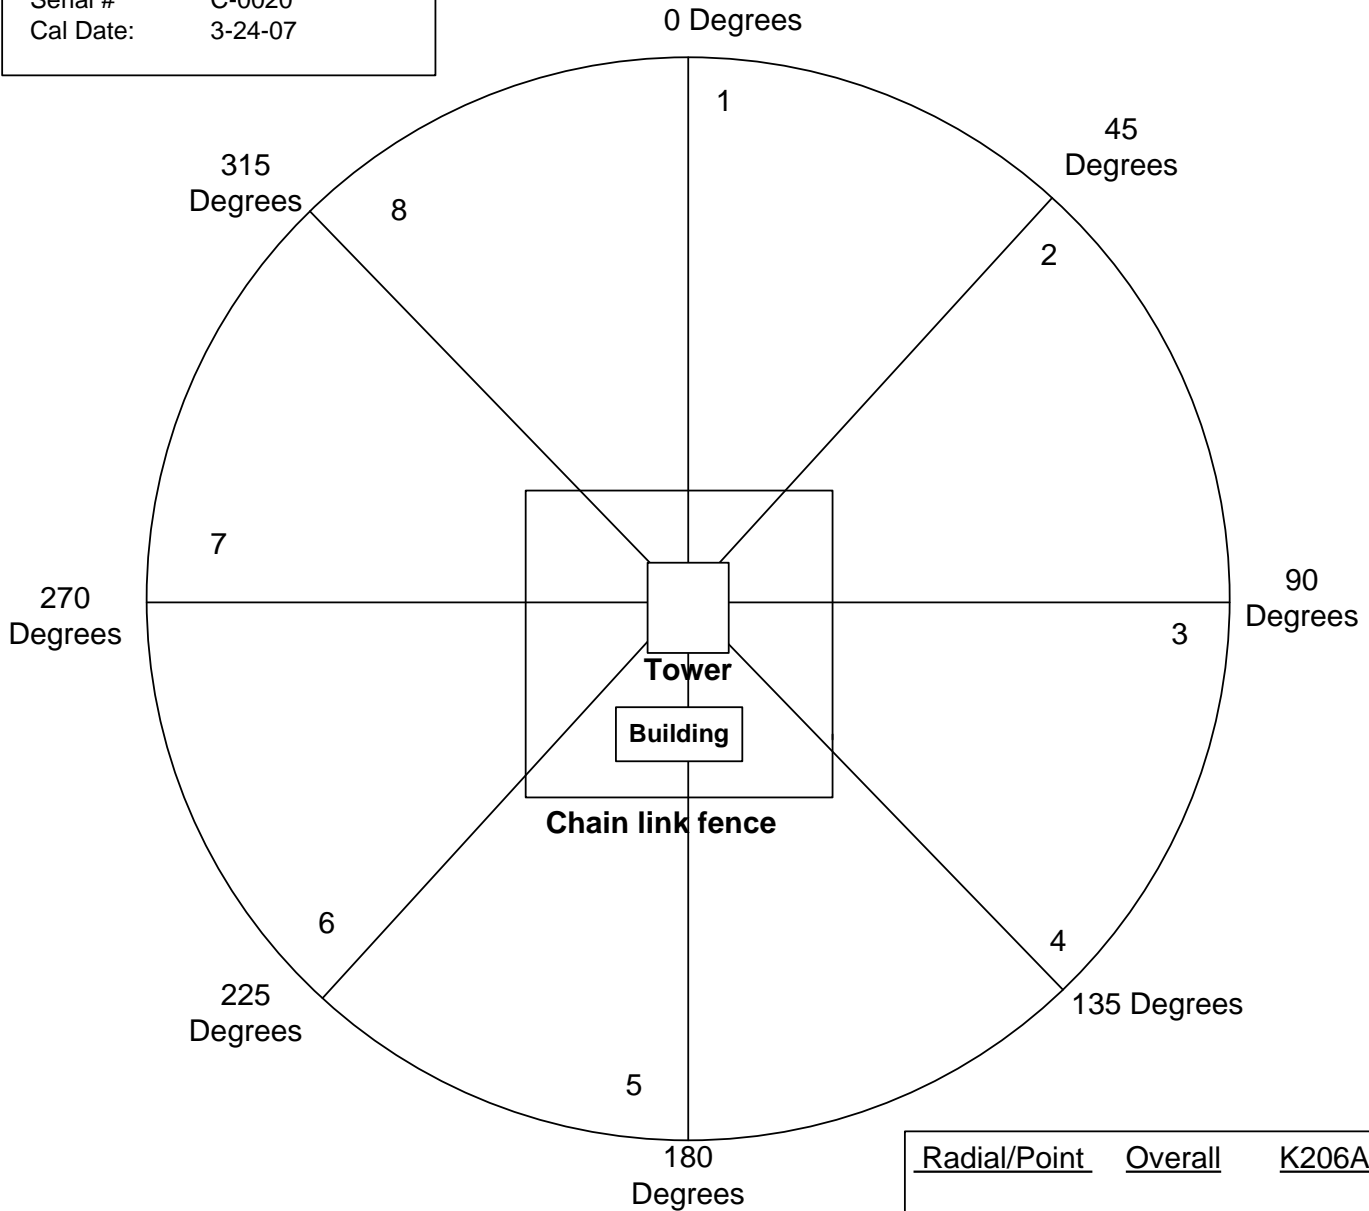 Serial # C-0020
Cal Date: 3-24-07
0 Degrees
1
45
Degrees
315
Degrees
8
2
7
270
Degrees
90
Degrees
3
Tower
Building
Chain link fence
6
4
225
Degrees
135 Degrees
5
180
Degrees
Radial/Point Overall K206A